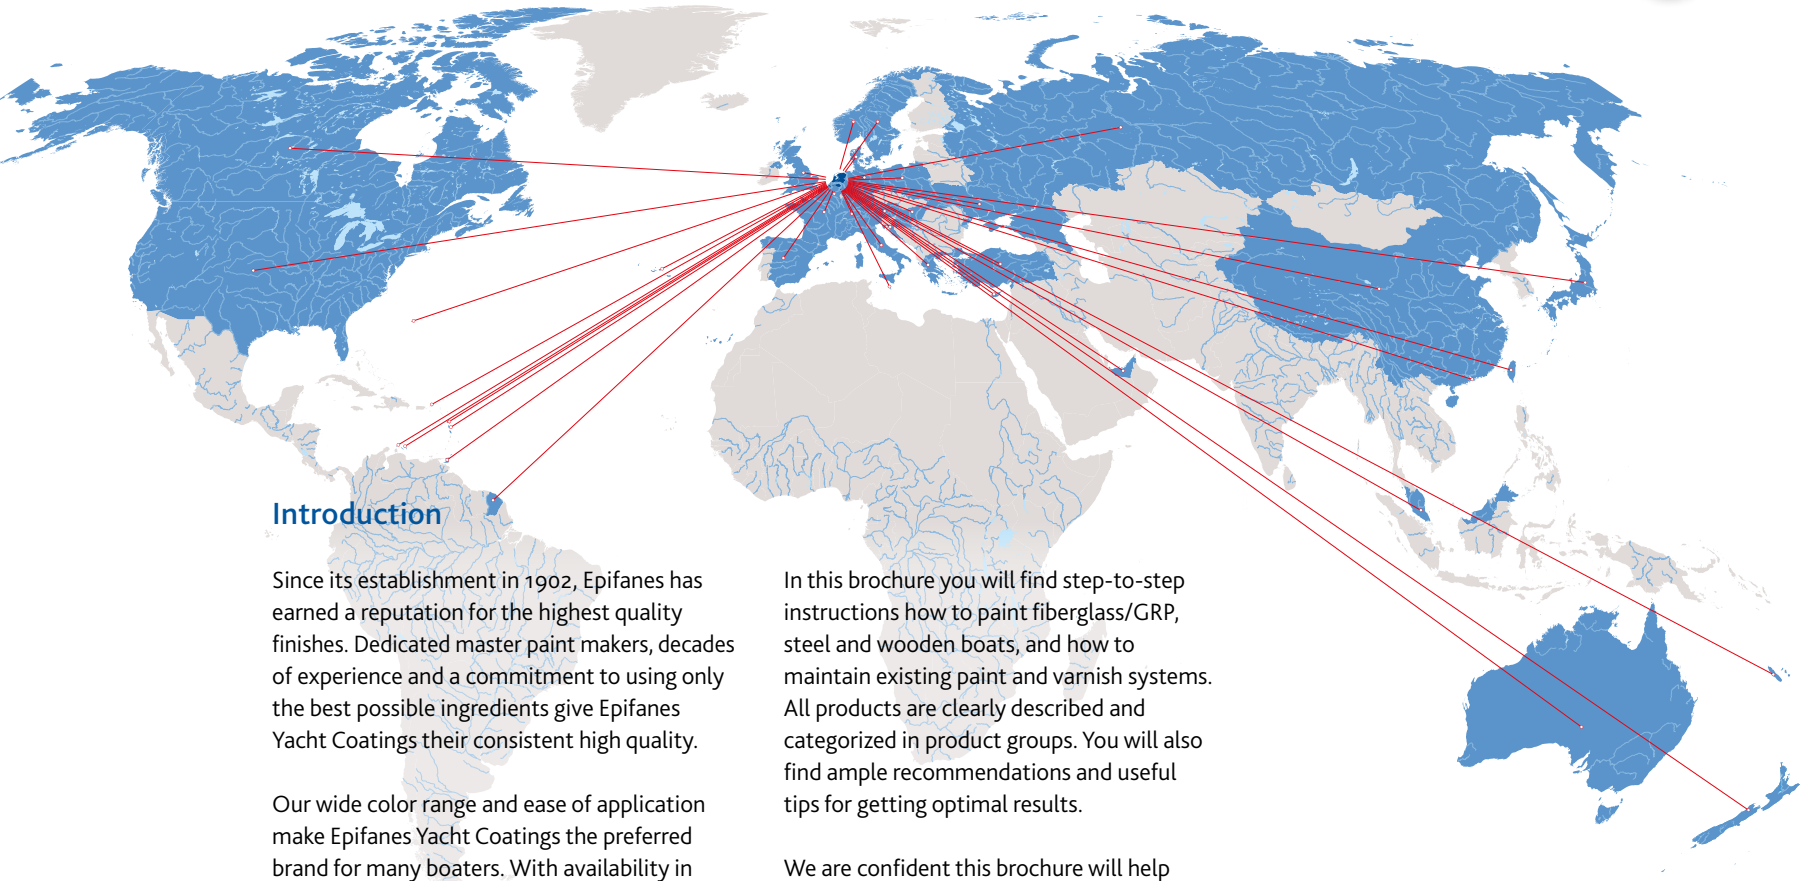 Introduction
Since its establishment in 1902, Epifanes has
earned a reputation for the highest quality
finishes. Dedicated master paint makers, decades
of experience and a commitment to using only
the best possible ingredients give Epifanes
Yacht Coatings their consistent high quality.
Our wide color range and ease of application
make Epifanes Yacht Coatings the preferred
brand for many boaters. With availability in
In this brochure you will find step-to-step
instructions how to paint fiberglass/GRP,
steel and wooden boats, and how to
maintain existing paint and varnish systems.
All products are clearly described and
categorized in product groups. You will also
find ample recommendations and useful
tips for getting optimal results.
We are confident this brochure will help